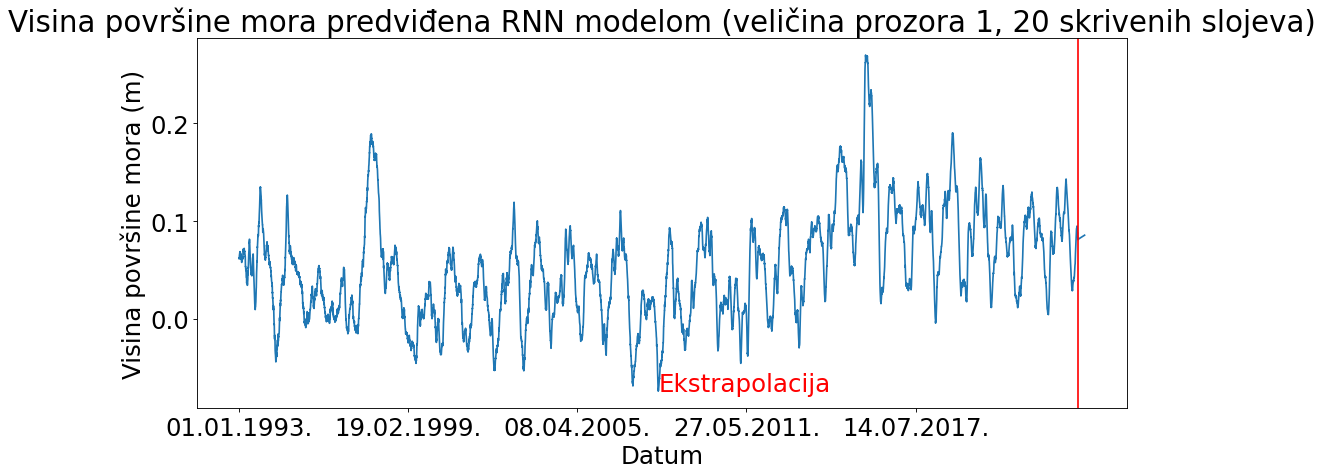 Visina površine mora predviđena RNN modelom (veličina prozora 1, 20 skrivenih slojeva)
Visina površine mora (m)
0.2
0.1
0.0
Ekstrapolacija
01.01.1993. 19.02.1999. 08.04.2005. 27.05.2011. 14.07.2017.
Datum